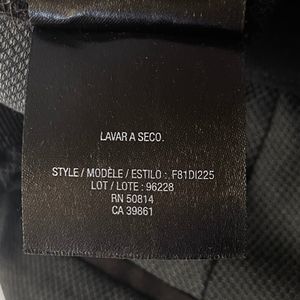 LAVAR A SECO.
STYLE / MODÈLE / ESTILO : F81DI225
LOT / LOTE : 96228
RN 50814
CA 39861